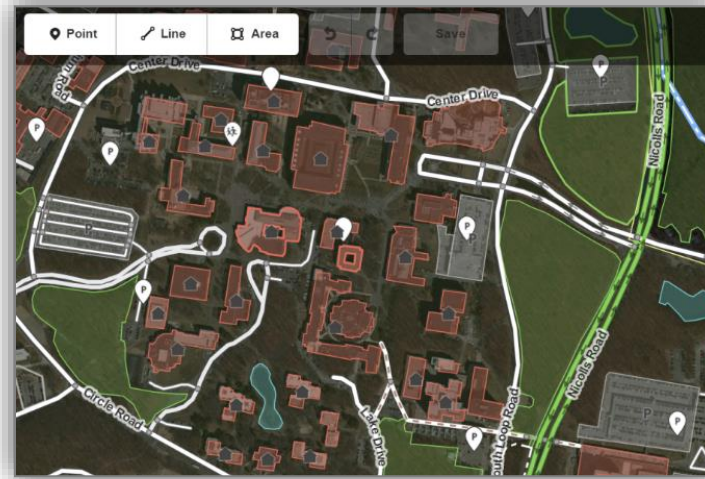 Point Line Area Save
Center Drive
Center Drive
Nicolls Road
P
P
P
P
P
P
P
Nicolls Road
Circle Road
Lake Drive
South Loop Road
P
P
P